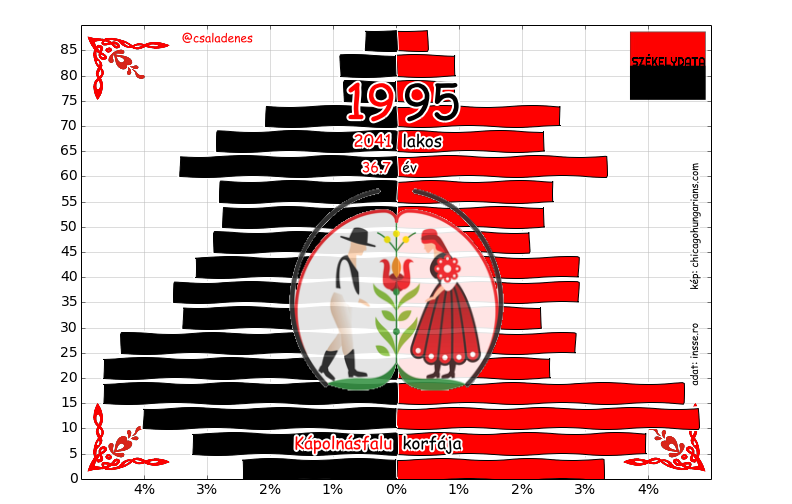 @csaladenes
SZÉKELYDATA
1995
2041 lakos
36.7 év
kép: chicagohungarians.com
adat: insse.ro
Kápolnásfalu korfája
85
80
75
70
65
60
55
50
45
40
35
30
25
20
15
10
5
0
4% 3% 2% 1% 0% 1% 2% 3% 4%